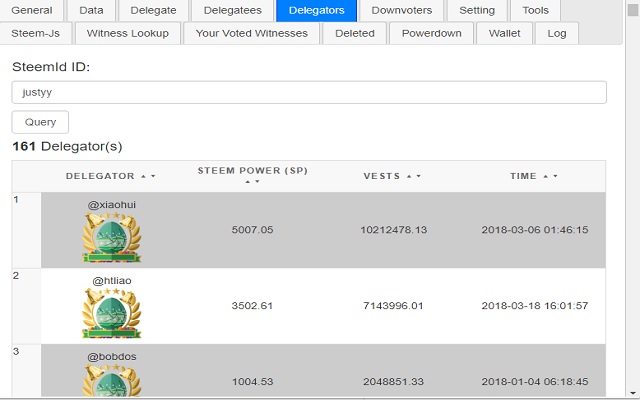 General Data Delegate Delegatees Delegators Downvoters Setting Tools
Steem-Js Witness Lookup Your Voted Witnesses Deleted Powerdown Wallet Log
SteemId ID:
justyy
Query
161 Delegator(s)
DELEGATOR STEEM POWER (SP) VESTS TIME
1 @xiaohui 5007.05 10212478.13 2018-03-06 01:46:15
2 @htliao 3502.61 7143996.01 2018-03-18 16:01:57
3 @bobdos 1004.53 2048851.33 2018-01-04 06:18:45